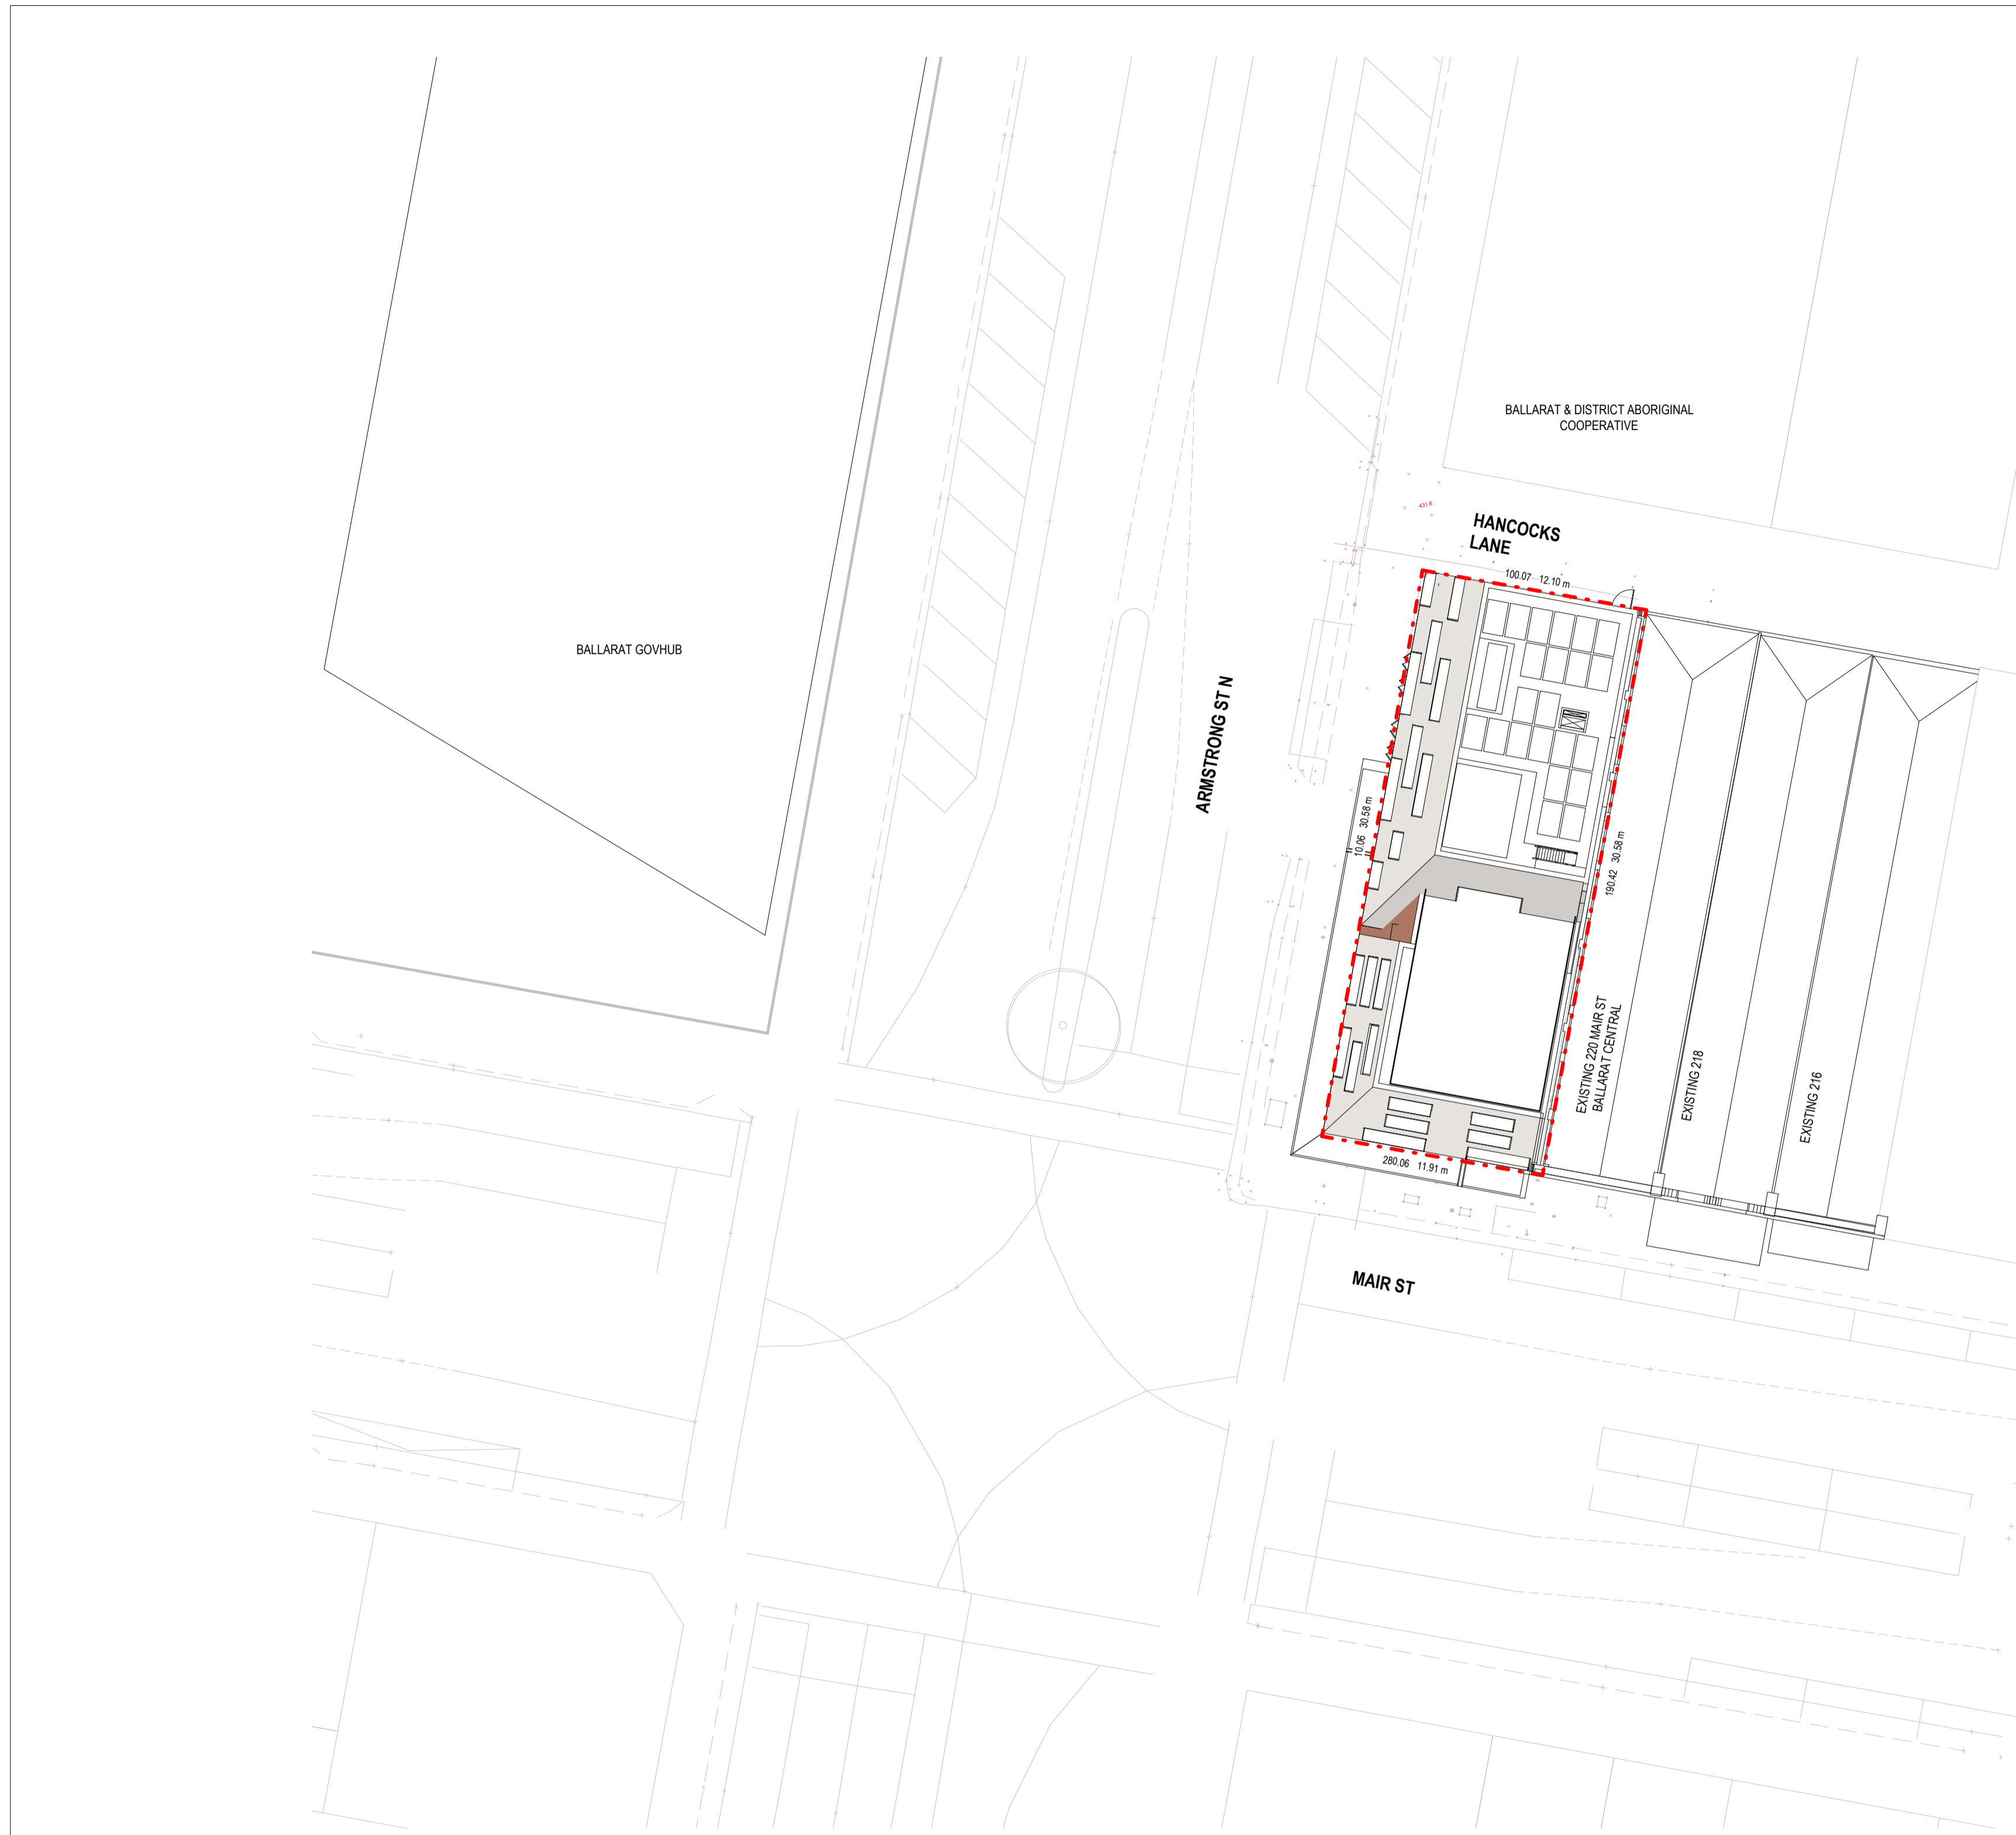 BALLARAT & DISTRICT ABORIGINAL
COOPERATIVE
431.6
HANCOCKS
LANE
100.07 12.10 m
BALLARAT GOVHUB
ARMSTRONG ST N
10.06 30.58 m
190.42 30.58 m
EXISTING 220 MAIR ST
BALLARAT CENTRAL
EXISTING 218
EXISTING 216
280.06 11.91 m
MAIR ST